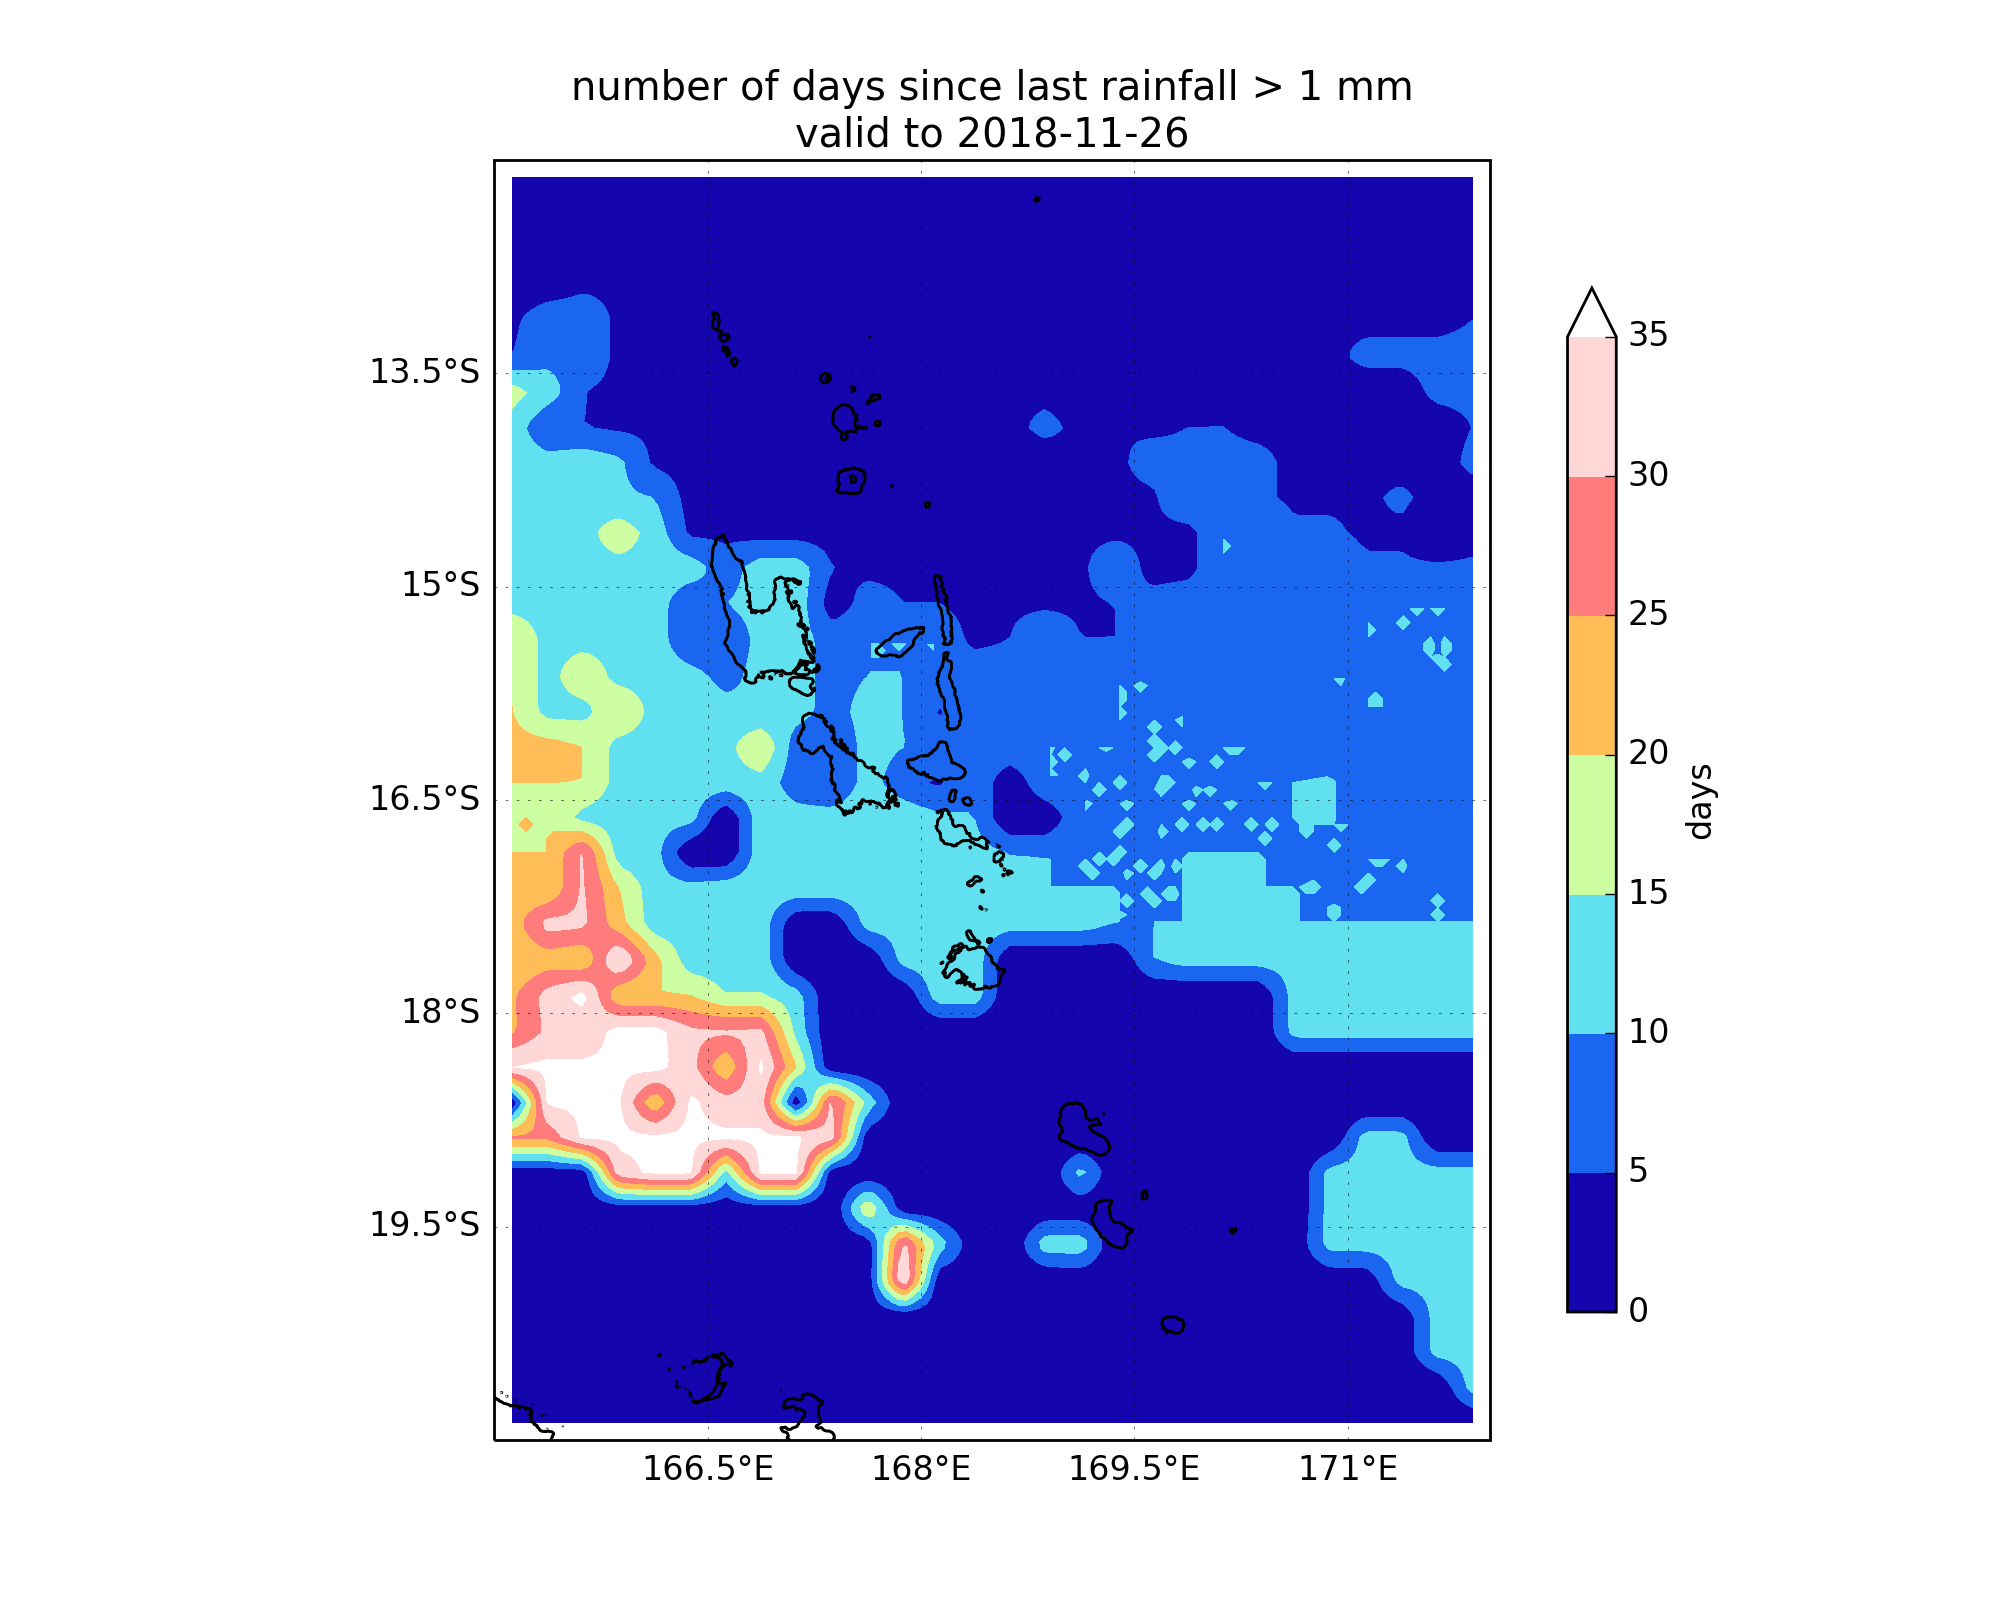 number of days since last rainfall > 1 mm
valid to 2018-11-26
13.5°S
15°S
16.5°S
18°S
19.5°S
166.5°E
168°E
169.5°E
171°E
35
30
25
20
15
10
5
0
days